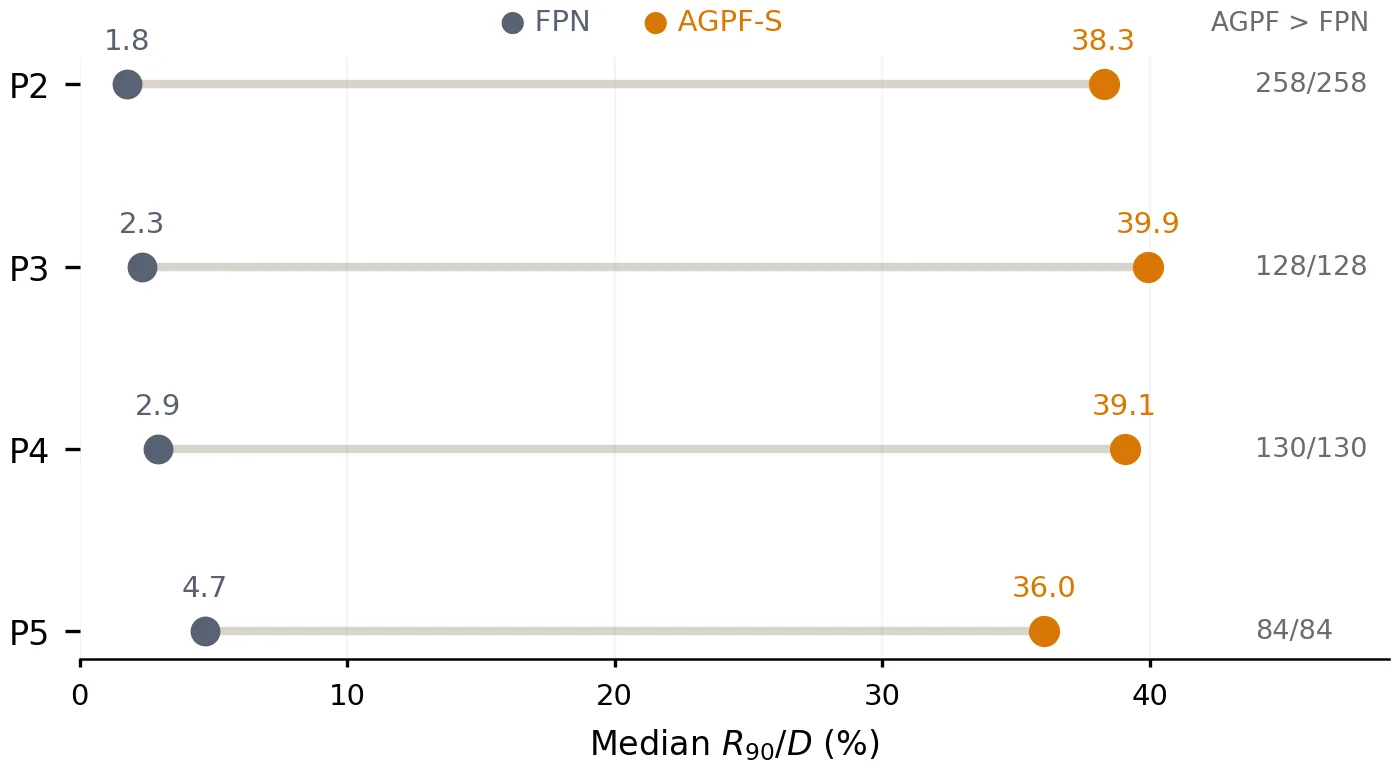 FPN AGPF-S AGPF > FPN
1.8 38.3
P2 258/258
2.3 39.9
P3 128/128
2.9 39.1
P4 130/130
4.7 36.0
P5 84/84
0 10 20 30 40
Median R₉₀/D (%)